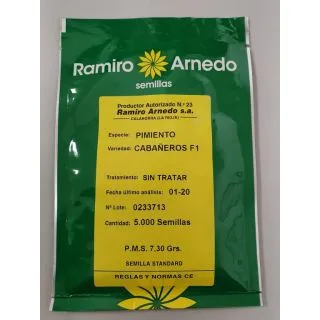 Ramiro Arnedo
semillas
Productor Autorizado N.º 23
Ramiro Arnedo s.a.
CALAHORRA (LA RIOJA)
Especie: PIMIENTO
Variedad: CABAÑEROS F1
Tratamiento: SIN TRATAR
Fecha último análisis: 01-20
Nº Lote: 0233713
Cantidad: 5.000 Semillas
P.M.S. 7,30 Grs.
SEMILLA STANDARD
REGLAS Y NORMAS CE